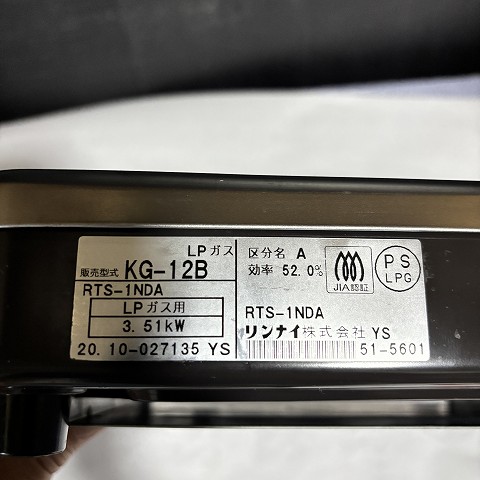 LPガス
販売型式 KG-12B
RTS-1NDA
LPガス用
3.51kW
20.10-027135 YS
区分名 A
効率 52.0%
JIA認証
PS
LPG
RTS-1NDA
リンナイ株式会社 YS
51-5601